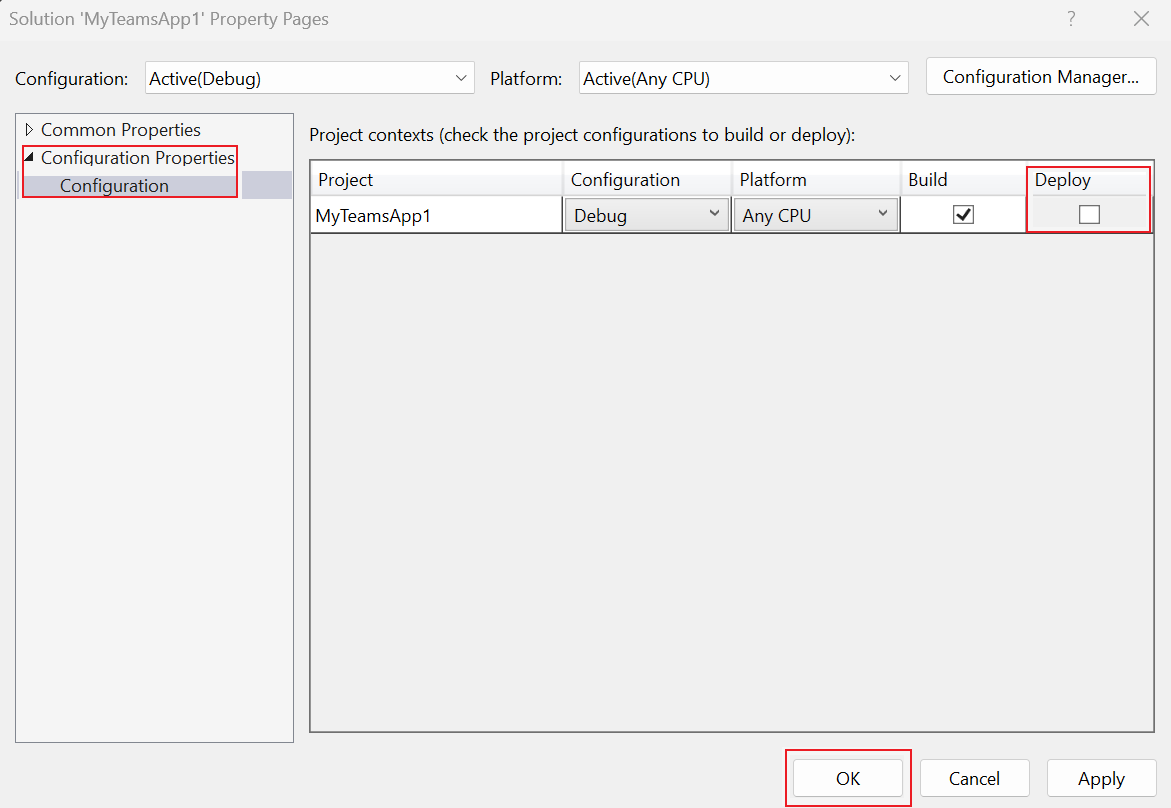 Solution 'MyTeamsApp1' Property Pages ?
Configuration: Active(Debug) Platform: Active(Any CPU) Configuration Manager...
Common Properties
Configuration Properties
Configuration
Project contexts (check the project configurations to build or deploy):
Project Configuration Platform Build Deploy
MyTeamsApp1 Debug Any CPU
OK Cancel Apply